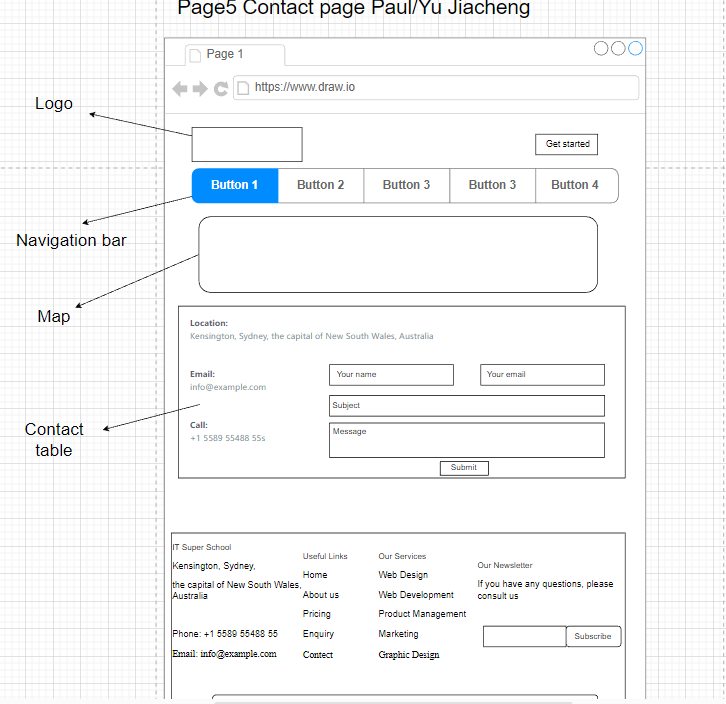 Page5 Contact page Paul/Yu Jiacheng
Page 1
https://www.draw.io
Logo
Get started
Button 1
Button 2
Button 3
Button 3
Button 4
Navigation bar
Map
Location:
Kensington, Sydney, the capital of New South Wales, Australia
Email:
info@example.com
Your name
Your email
Subject
Call:
+1 5589 55488 55s
Message
Submit
Contact
table
IT Super School
Kensington, Sydney,
the capital of New South Wales,
Australia
Phone: +1 5589 55488 55
Email: info@example.com
Useful Links
Home
About us
Pricing
Enquiry
Contect
Our Services
Web Design
Web Development
Product Management
Marketing
Graphic Design
Our Newsletter
If you have any questions, please
consult us
Subscribe